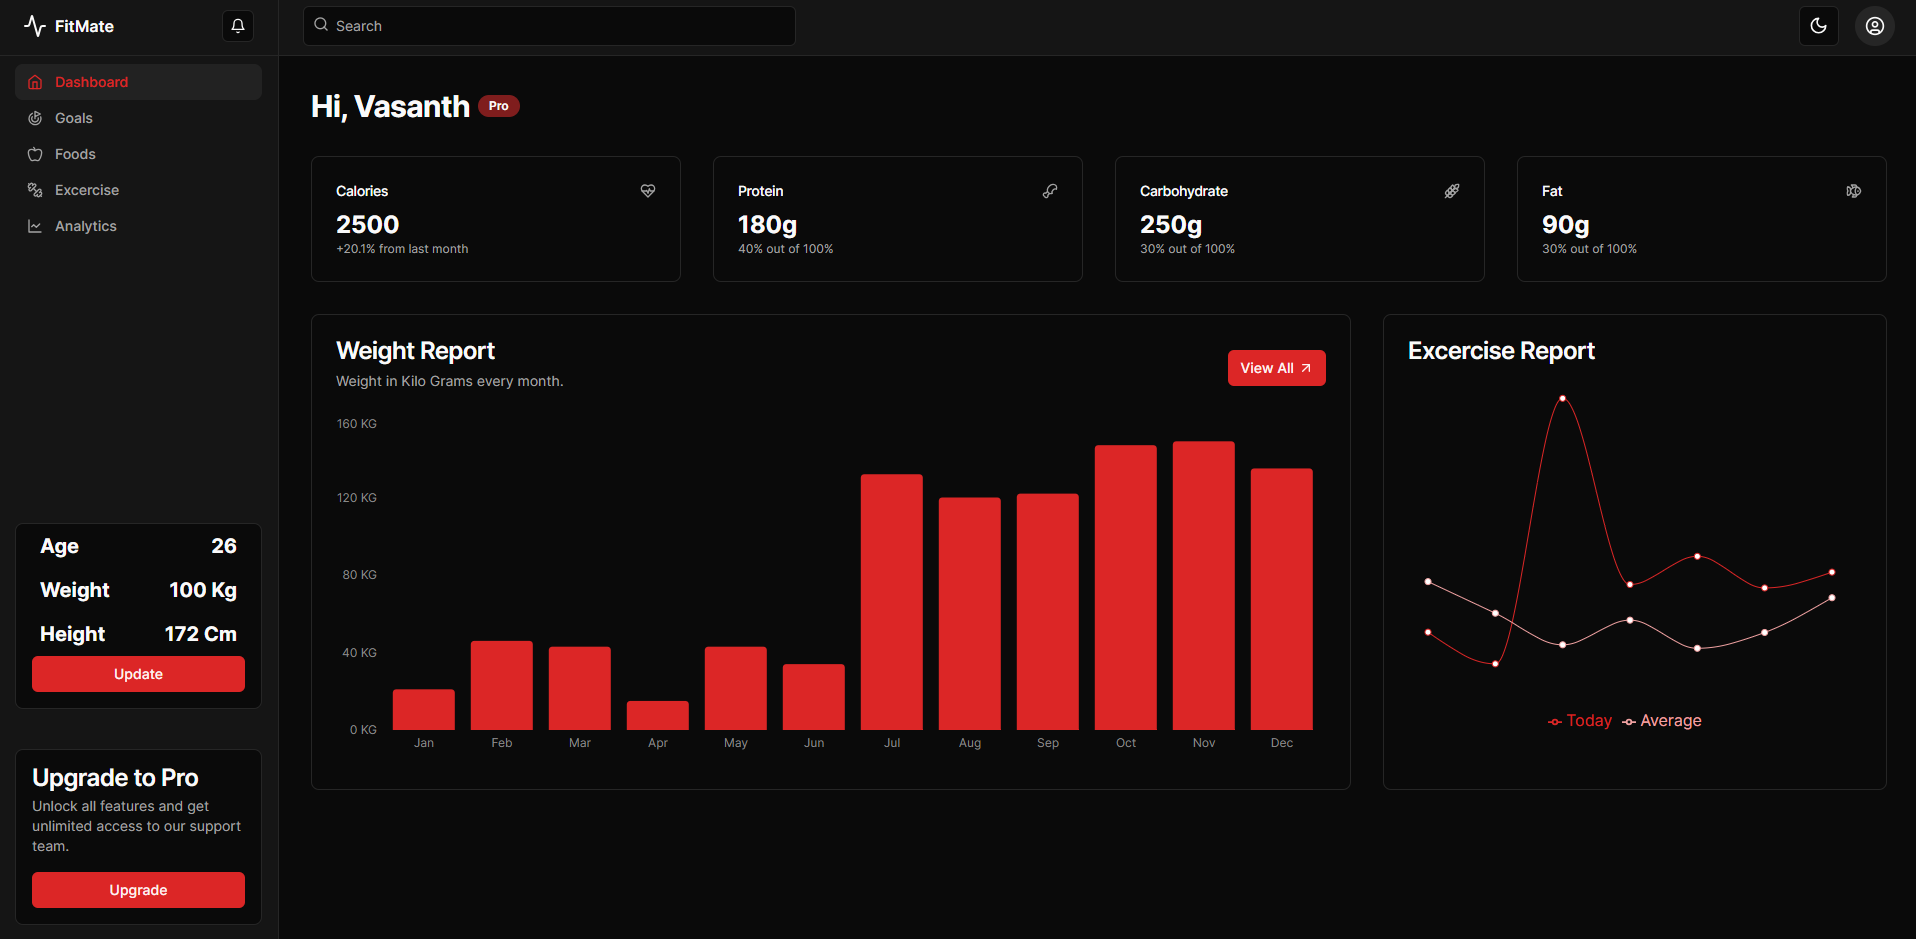 FitMate
Search
Dashboard
Goals
Foods
Excercise
Analytics
Age 26
Weight 100 Kg
Height 172 Cm
Update
Upgrade to Pro
Unlock all features and get
unlimited access to our support
team.
Upgrade
Hi, Vasanth Pro
Calories
2500
+20.1% from last month
Protein
180g
40% out of 100%
Carbohydrate
250g
30% out of 100%
Fat
90g
30% out of 100%
Weight Report
Weight in Kilo Grams every month.
View All
160 KG
120 KG
80 KG
40 KG
0 KG
Jan Feb Mar Apr May Jun Jul Aug Sep Oct Nov Dec
Excercise Report
Today Average